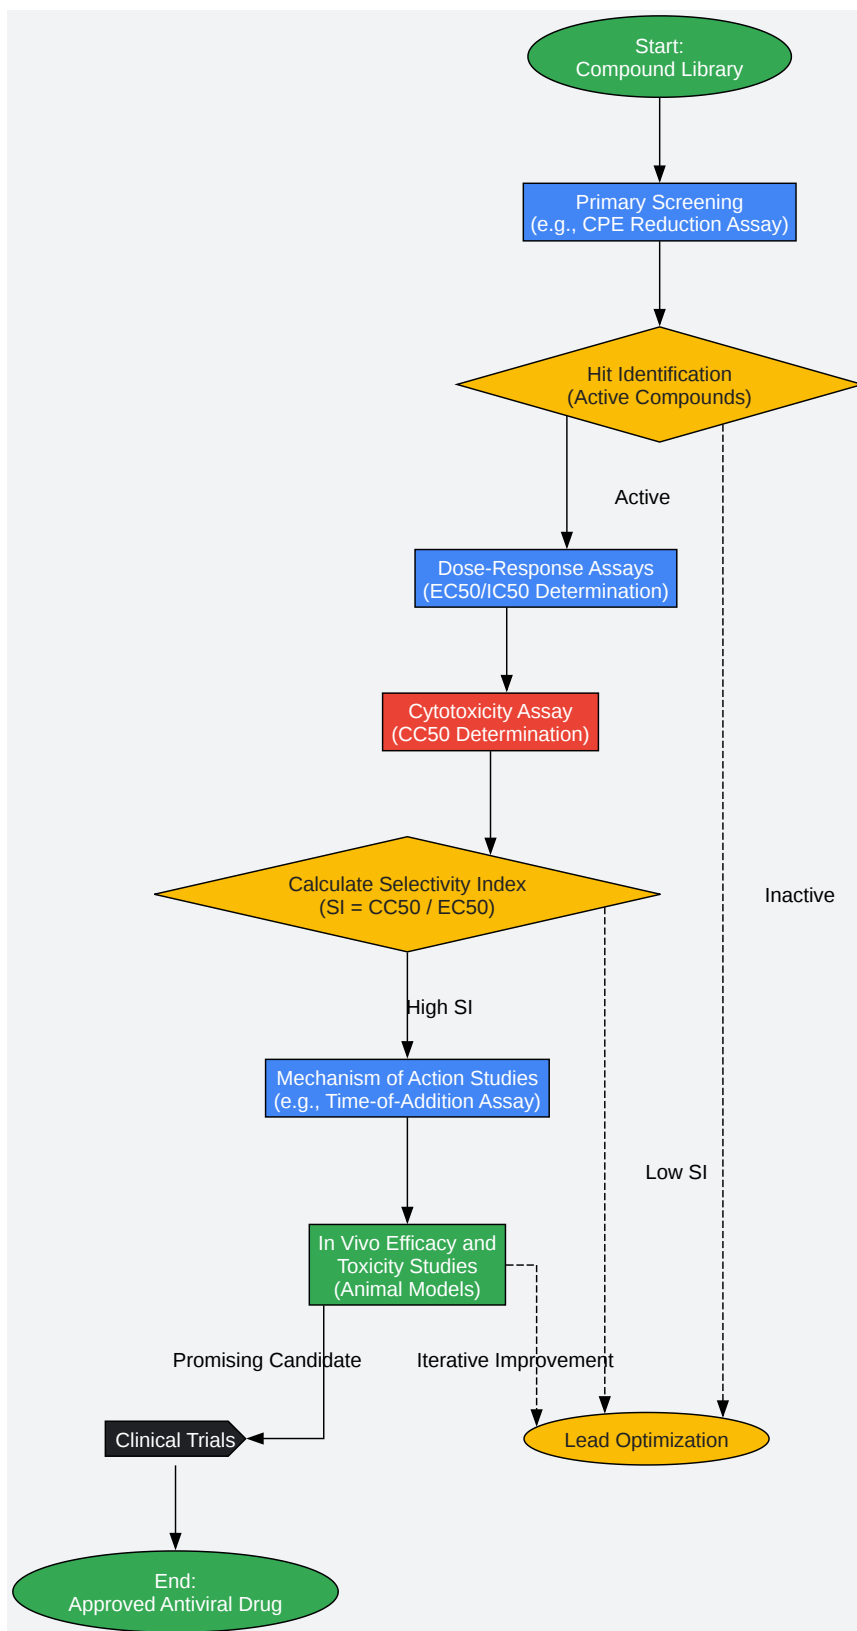 Start:
Compound Library
Primary Screening
(e.g., CPE Reduction Assay)
Hit Identification
(Active Compounds)
Active
Dose-Response Assays
(EC50/IC50 Determination)
Cytotoxicity Assay
(CC50 Determination)
Calculate Selectivity Index
(SI = CC50 / EC50)
Inactive
High SI
Mechanism of Action Studies
(e.g., Time-of-Addition Assay)
Low SI
In Vivo Efficacy and
Toxicity Studies
(Animal Models)
Promising Candidate
Iterative Improvement
Clinical Trials
Lead Optimization
End:
Approved Antiviral Drug